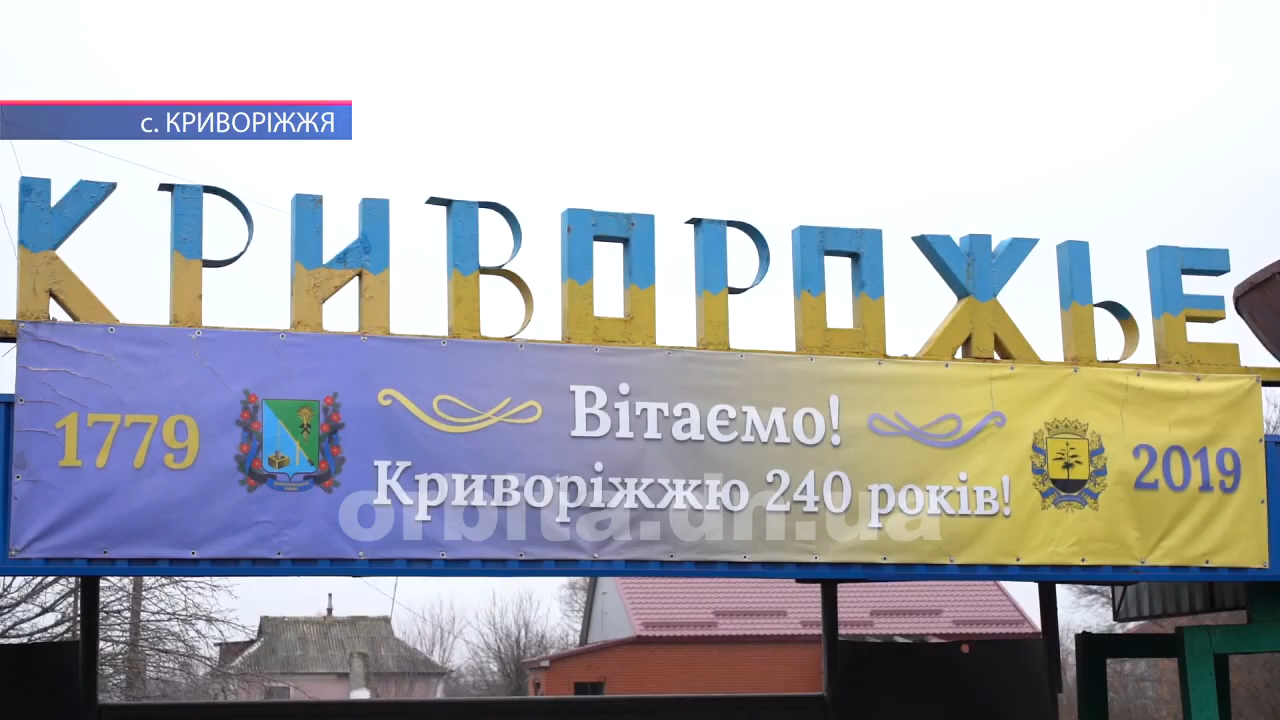 с. КРИВОРІЖЖЯ
КРИВОРОЖЬЕ
1779
Вітаємо!
Криворіжжю 240 років!
2019
orbita.dn.ua